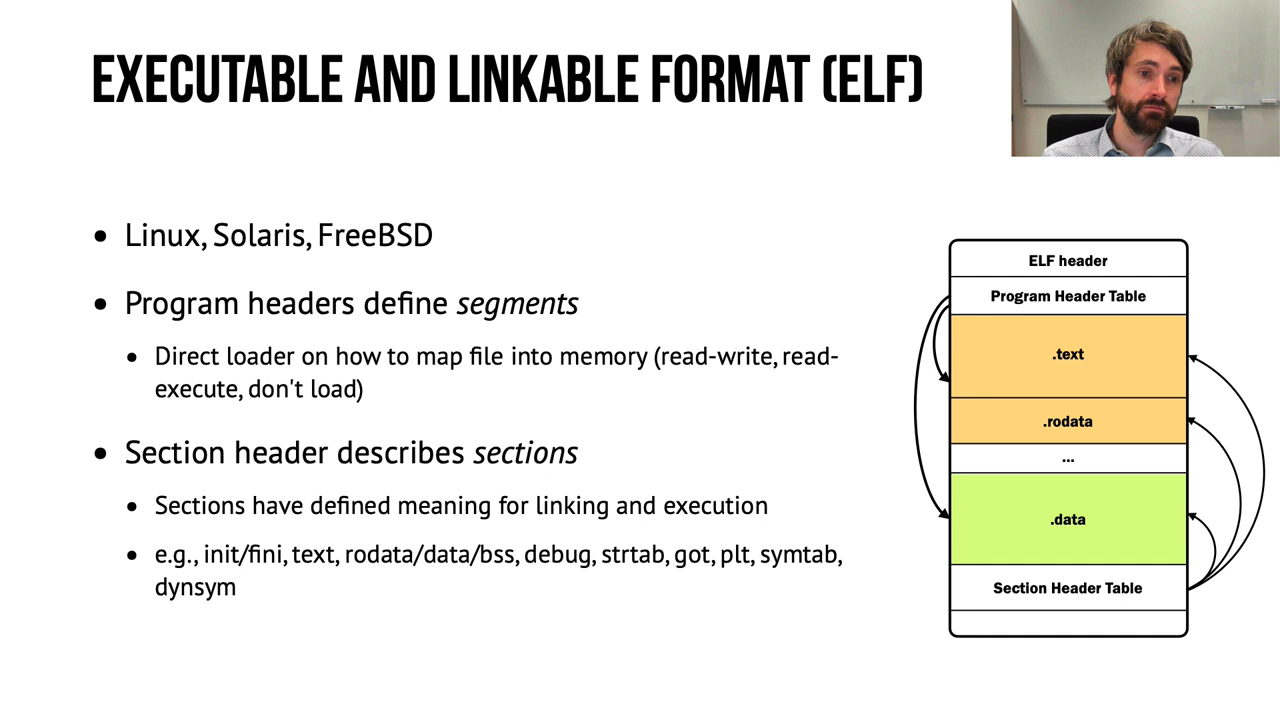 EXECUTABLE AND LINKABLE FORMAT (ELF)
• Linux, Solaris, FreeBSD
• Program headers define segments
• Direct loader on how to map file into memory (read-write, read-
execute, don't load)
• Section header describes sections
• Sections have defined meaning for linking and execution
• e.g., init/fini, text, rodata/data/bss, debug, strtab, got, plt, symtab,
dynsym
ELF header
Program Header Table
.text
.rodata
...
.data
Section Header Table